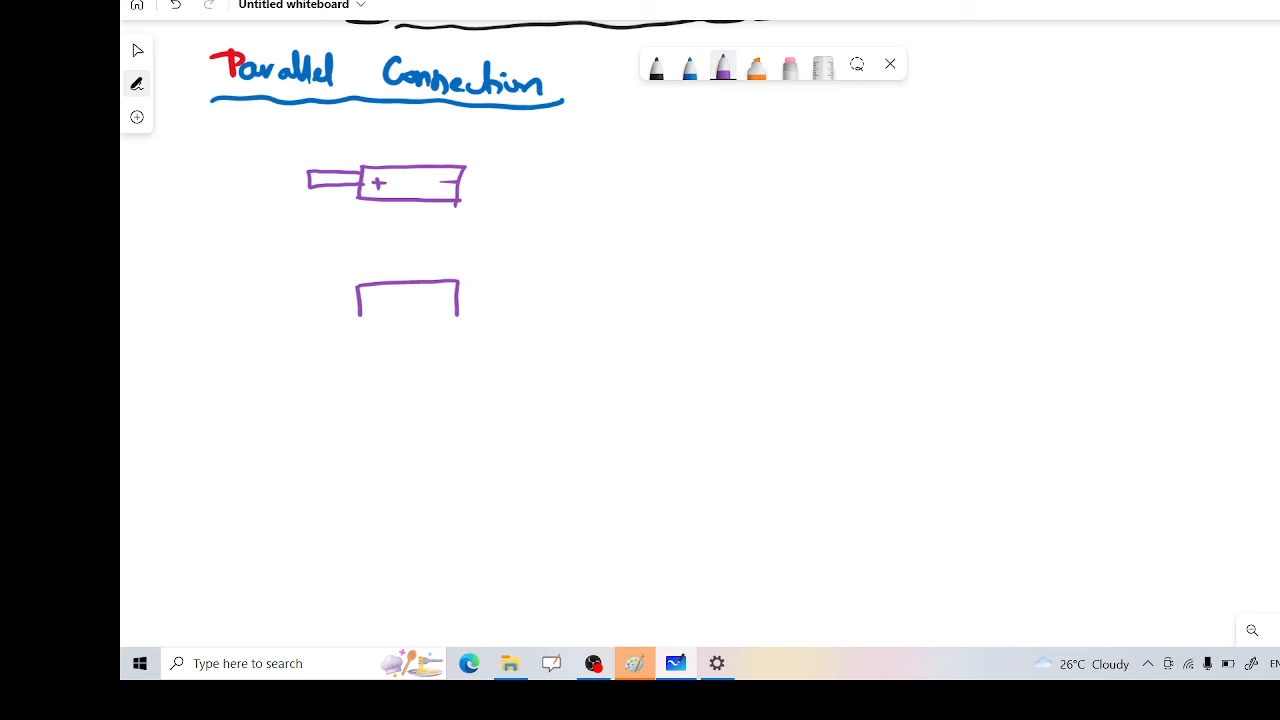 Untitled whiteboard
Parallel Connection
+ −
Type here to search
26°C Cloudy